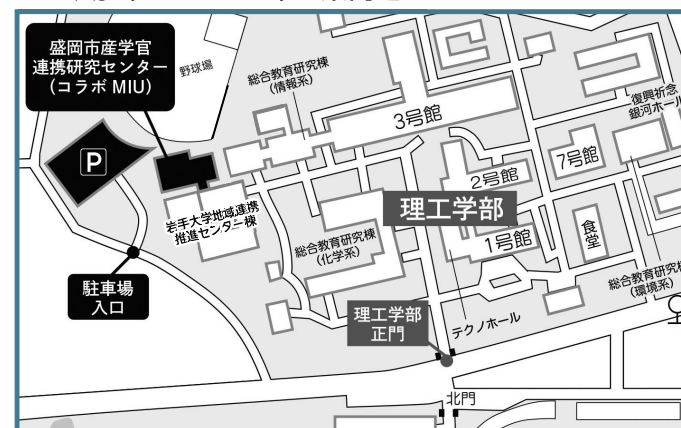 盛岡市産学官
連携研究センター
(コラボ MIU)
野球場
総合教育研究棟
(情報系)
3号館
復興祈念
銀河ホール
P
2号館
7号館
岩手大学地域連携
推進センター棟
理工学部
1号館
食堂
総合教育研究棟
(化学系)
総合教育研究棟
(環境系)
駐車場
入口
理工学部
正門
テクノホール
北門